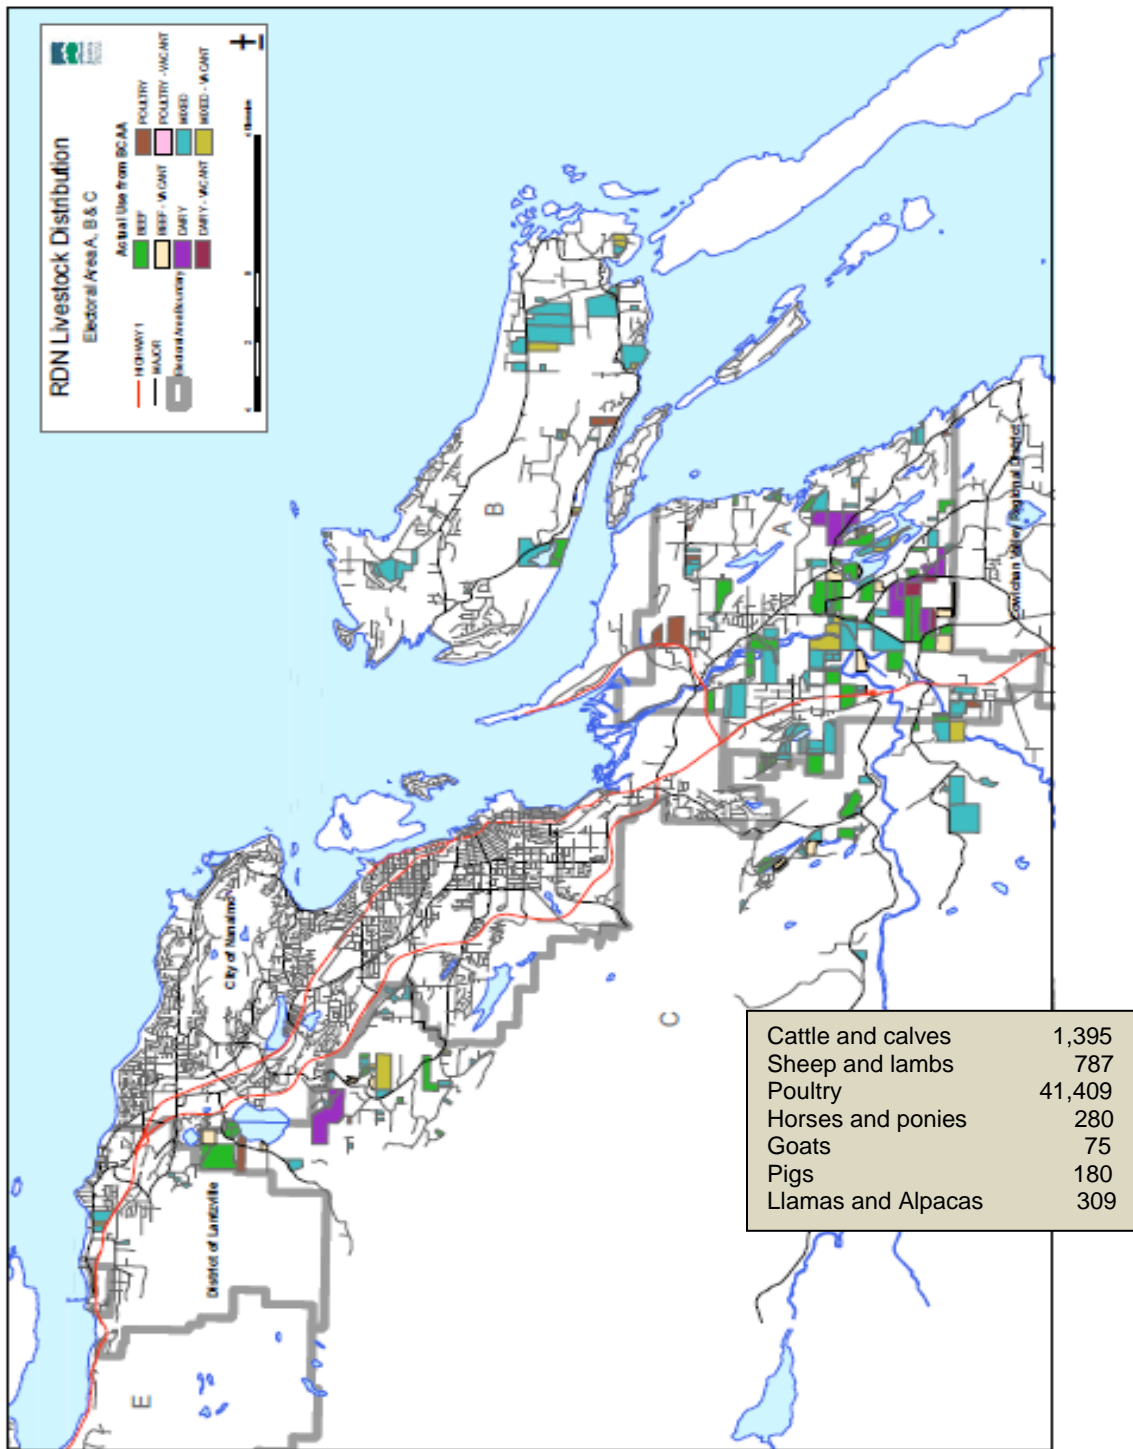 RDN Livestock Distribution
Electoral Area A, B & C
Actual Use from BCAA
HIGHWAY 1
MAJOR
Electoral Area Boundary
BEEF
BEEF - VACANT
DAIRY
DAIRY - VACANT
POULTRY
POULTRY - VACANT
MIXED
MIXED - VACANT
B
A
Cowichan Valley Regional District
City of Nanaimo
C
District of Lantzville
E
Cattle and calves 1,395
Sheep and lambs 787
Poultry 41,409
Horses and ponies 280
Goats 75
Pigs 180
Llamas and Alpacas 309